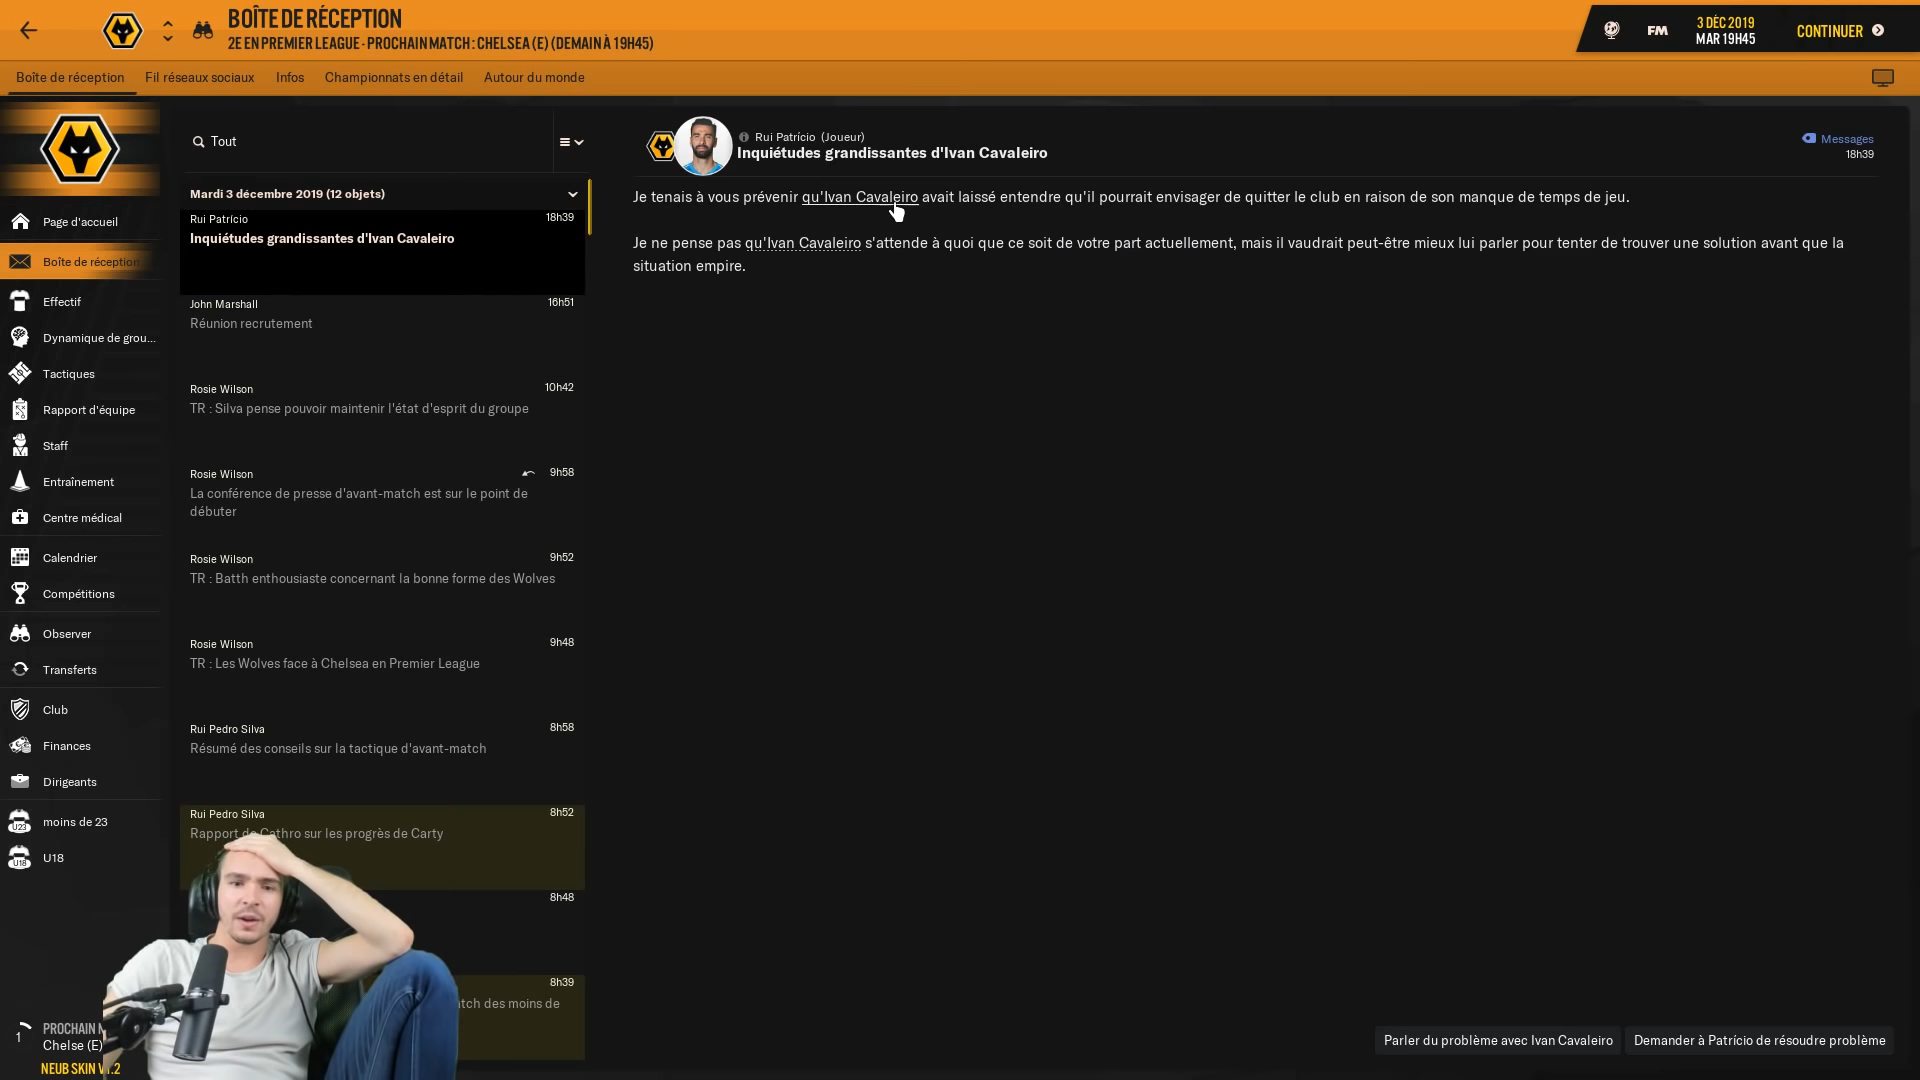 BOÎTE DE RÉCEPTION
2E EN PREMIER LEAGUE - PROCHAIN MATCH : CHELSEA (E) (DEMAIN À 19H45)
FM
3 DÉC 2019
MAR 19H45
CONTINUER
Boîte de réception
Fil réseaux sociaux
Infos
Championnats en détail
Autour du monde
Page d'accueil
Boîte de réception
Effectif
Dynamique de grou...
Tactiques
Rapport d'équipe
Staff
Entraînement
Centre médical
Calendrier
Compétitions
Observer
Transferts
Club
Finances
Dirigeants
U23
moins de 23
U18
U18
1
PROCHAIN
Chelse (E)
NEUB SKIN
Tout
Mardi 3 décembre 2019 (12 objets)
Rui Patrício
18h39
Inquiétudes grandissantes d'Ivan Cavaleiro
John Marshall
16h51
Réunion recrutement
Rosie Wilson
10h42
TR : Silva pense pouvoir maintenir l'état d'esprit du groupe
Rosie Wilson
9h58
La conférence de presse d'avant-match est sur le point de
débuter
Rosie Wilson
9h52
TR : Batth enthousiaste concernant la bonne forme des Wolves
Rosie Wilson
9h48
TR : Les Wolves face à Chelsea en Premier League
Rui Pedro Silva
8h58
Résumé des conseils sur la tactique d'avant-match
Rui Pedro Silva
8h52
Rapport de Cathro sur les progrès de Carty
8h48
8h39
des moins de
Rui Patrício (Joueur)
Inquiétudes grandissantes d'Ivan Cavaleiro
Messages
18h39
Je tenais à vous prévenir qu'Ivan Cavaleiro avait laissé entendre qu'il pourrait envisager de quitter le club en raison de son manque de temps de jeu.
Je ne pense pas qu'Ivan Cavaleiro s'attende à quoi que ce soit de votre part actuellement, mais il vaudrait peut-être mieux lui parler pour tenter de trouver une solution avant que la
situation empire.
Parler du problème avec Ivan Cavaleiro
Demander à Patrício de résoudre problème